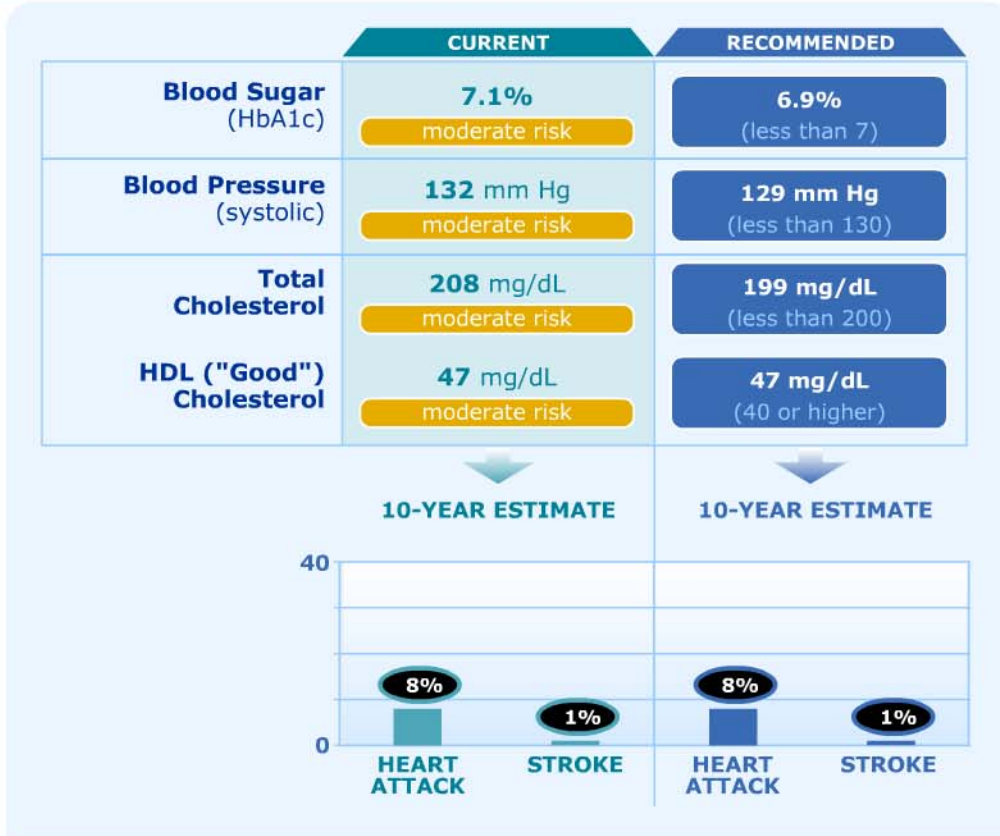 CURRENT
RECOMMENDED
Blood Sugar
(HbA1c)
7.1%
moderate risk
6.9%
(less than 7)
Blood Pressure
(systolic)
132 mm Hg
moderate risk
129 mm Hg
(less than 130)
Total
Cholesterol
208 mg/dL
moderate risk
199 mg/dL
(less than 200)
HDL ("Good")
Cholesterol
47 mg/dL
moderate risk
47 mg/dL
(40 or higher)
10-YEAR ESTIMATE
10-YEAR ESTIMATE
40
8%
1%
8%
1%
0
HEART
ATTACK
STROKE
HEART
ATTACK
STROKE